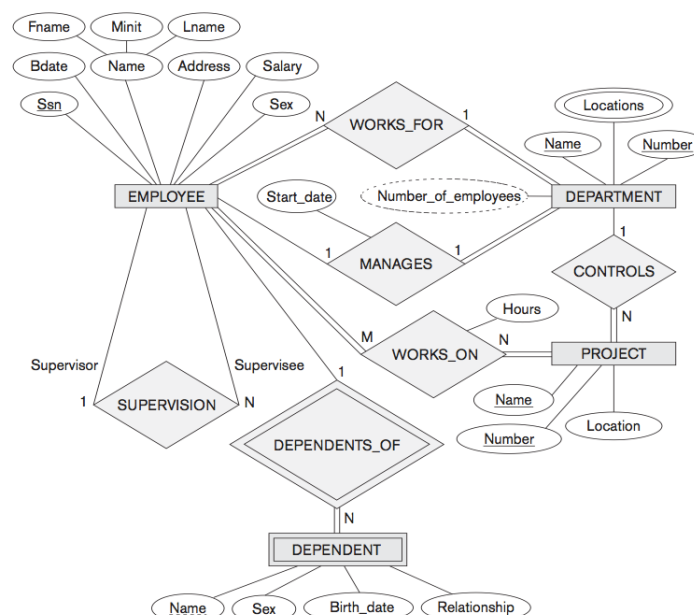 Fname Minit Lname
Bdate Name Address Salary
Ssn Sex
Locations
N 1
WORKS_FOR
Name Number
Start_date Number_of_employees
EMPLOYEE DEPARTMENT
1 1
MANAGES
1
CONTROLS
Hours
N
M N
WORKS_ON PROJECT
Supervisor Supervisee
1 SUPERVISION N
1
Name
Number Location
DEPENDENTS_OF
N
DEPENDENT
Name Sex Birth_date Relationship